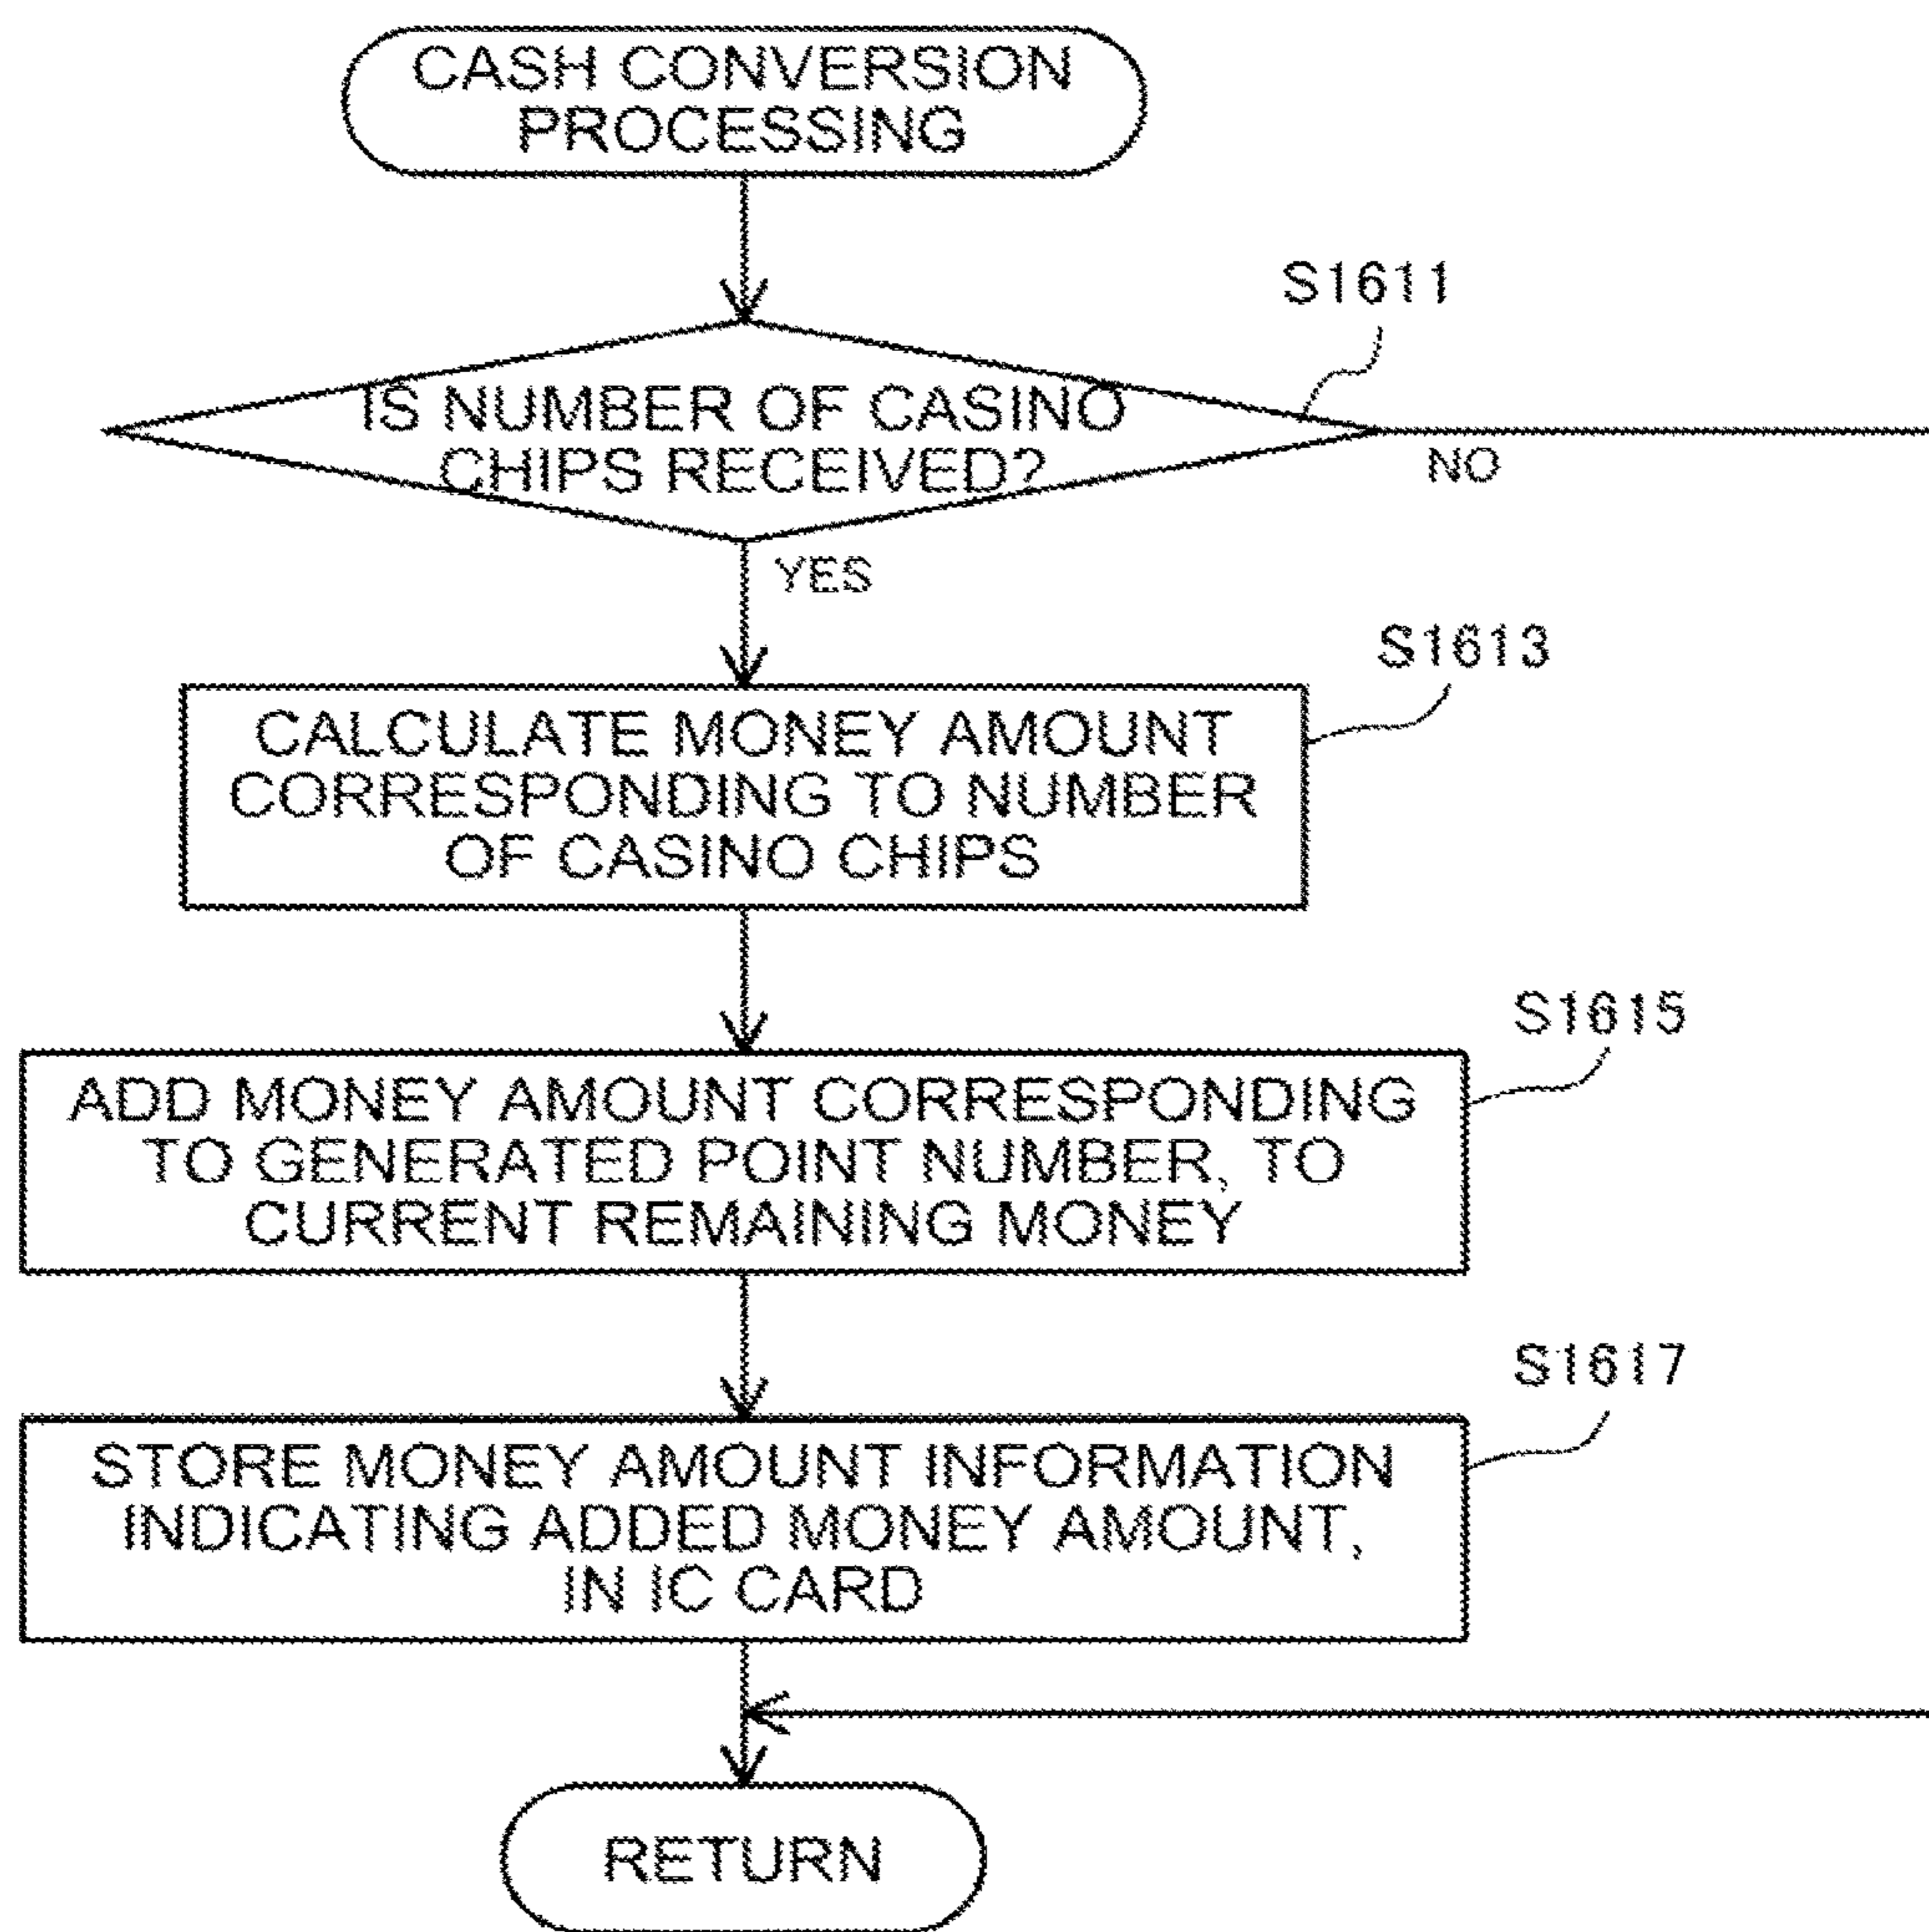 CASH CONVERSION
PROCESSING
S1611
IS NUMBER OF CASINO
CHIPS RECEIVED?
NO
YES
S1613
CALCULATE MONEY AMOUNT
CORRESPONDING TO NUMBER
OF CASINO CHIPS
S1615
ADD MONEY AMOUNT CORRESPONDING
TO GENERATED POINT NUMBER, TO
CURRENT REMAINING MONEY
S1617
STORE MONEY AMOUNT INFORMATION
INDICATING ADDED MONEY AMOUNT,
IN IC CARD
RETURN